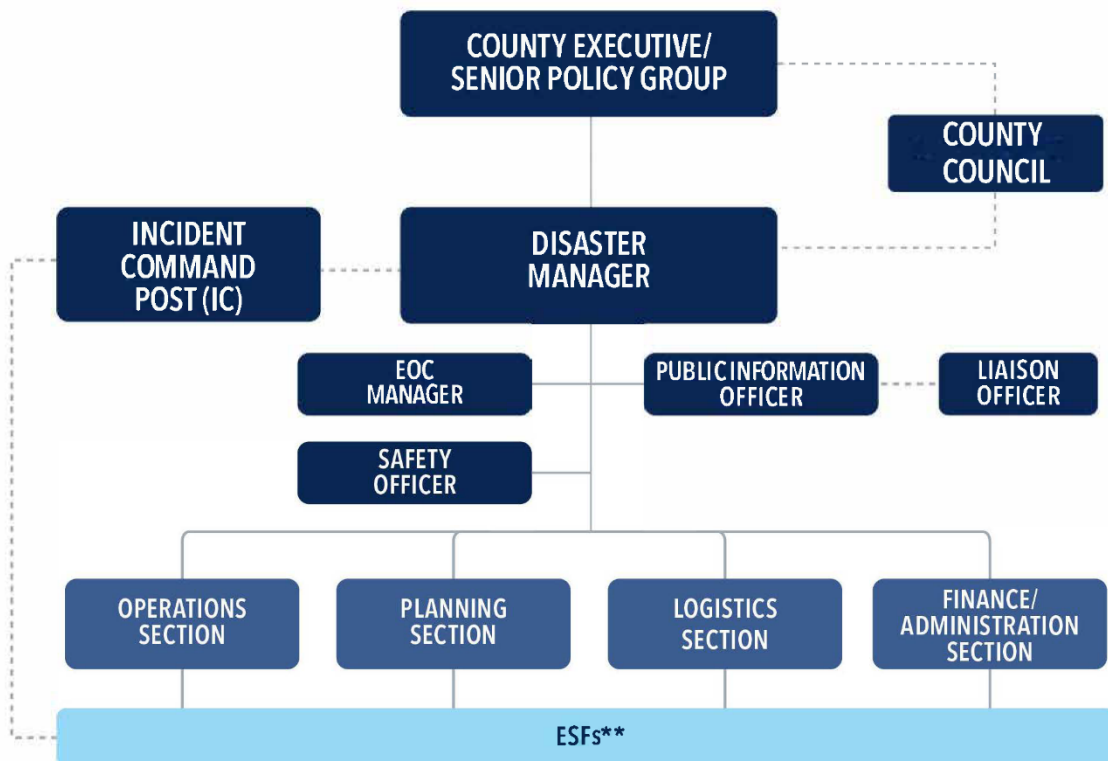 COUNTY EXECUTIVE/
SENIOR POLICY GROUP
COUNTY
COUNCIL
INCIDENT
COMMAND
POST (IC)
DISASTER
MANAGER
EOC
MANAGER
PUBLIC INFORMATION
OFFICER
LIAISON
OFFICER
SAFETY
OFFICER
OPERATIONS
SECTION
PLANNING
SECTION
LOGISTICS
SECTION
FINANCE/
ADMINISTRATION
SECTION
ESFs**